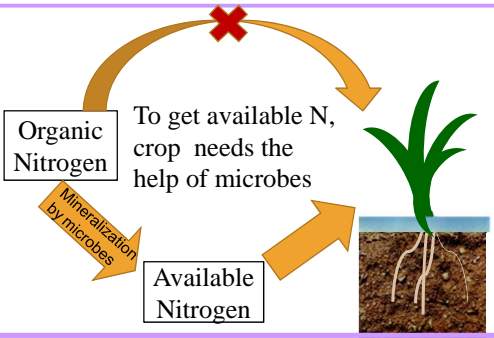 Organic
Nitrogen
To get available N,
crop needs the
help of microbes
Mineralization
by microbes
Available
Nitrogen